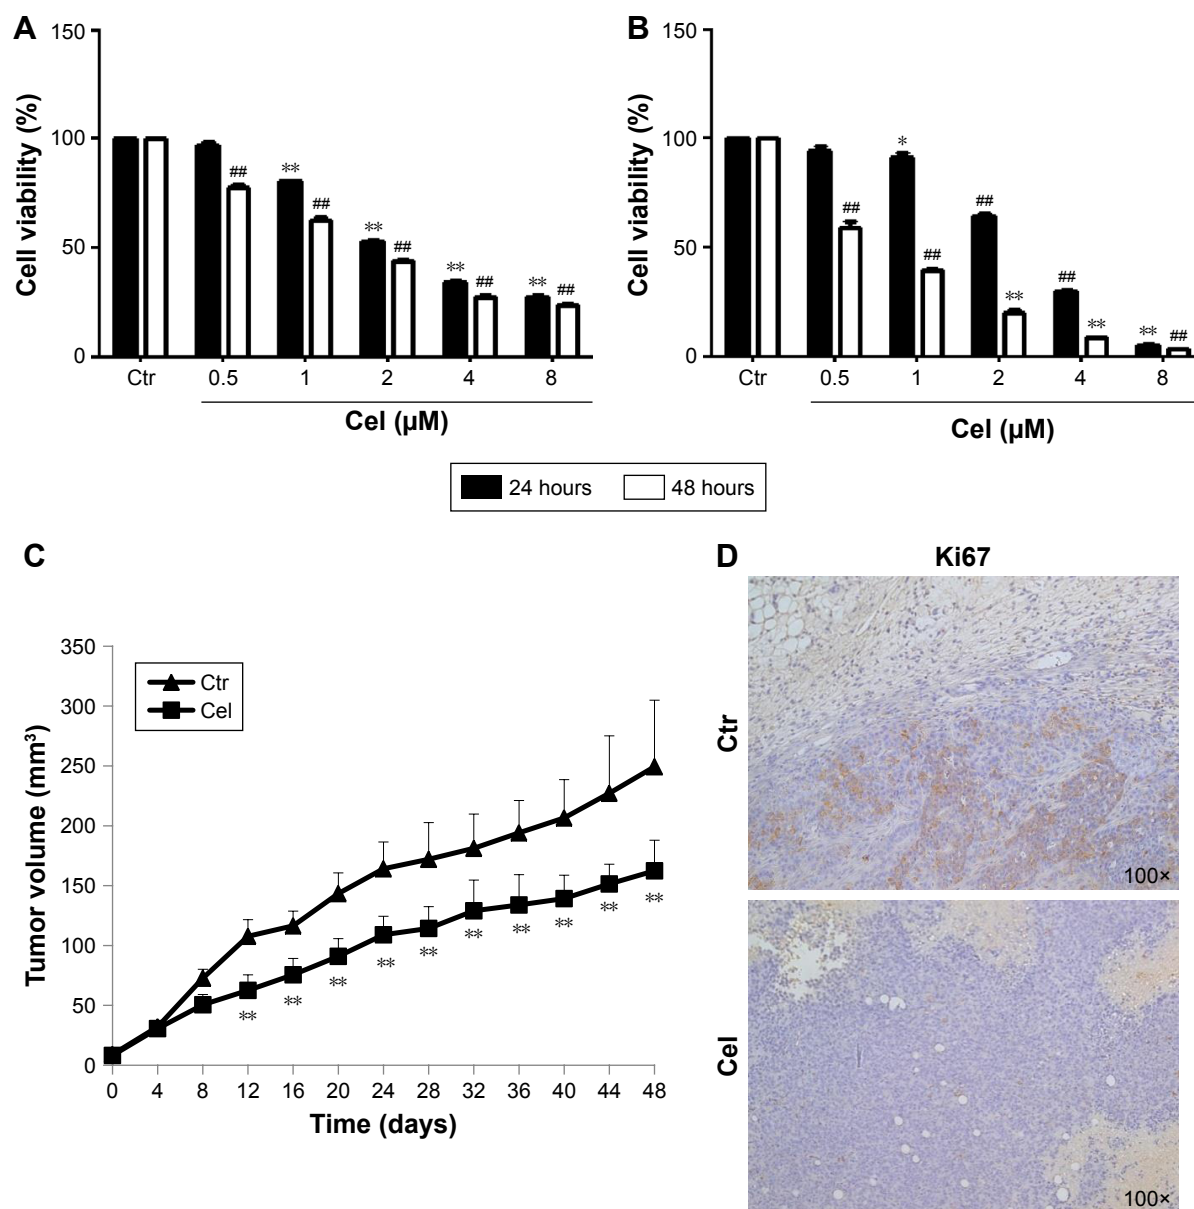 A
Cell viability (%)
150
100
50
0
** ** ** **
## ## ## ## ##
Ctr 0.5 1 2 4 8
Cel (µM)
B
Cell viability (%)
150
100
50
0
## * ## ## ** ## ** ** ##
Ctr 0.5 1 2 4 8
Cel (µM)
24 hours 48 hours
C
Tumor volume (mm³)
350
300
250
200
150
100
50
0
Ctr
Cel
** ** ** ** ** ** ** ** ** **
0 4 8 12 16 20 24 28 32 36 40 44 48
Time (days)
D
Ki67
Ctr
100×
Cel
100×